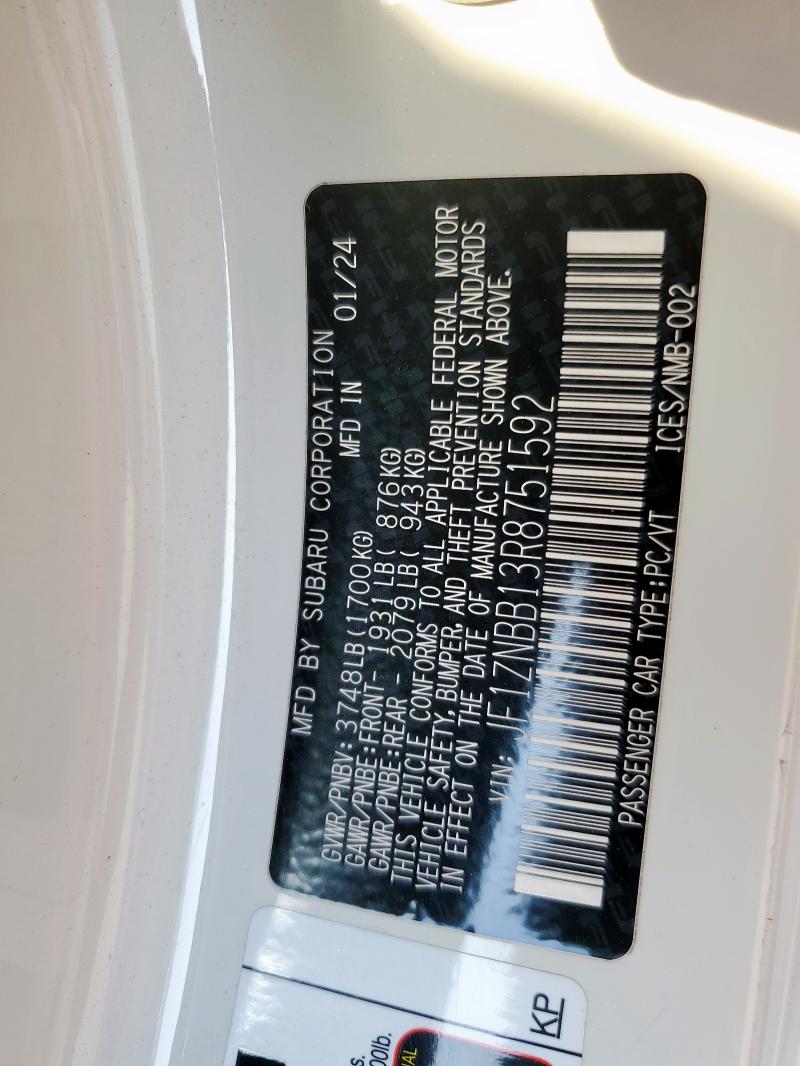 MFD BY SUBARU CORPORATION
MFD IN 01/24
GVWR/PNBV: 3748LB(1700KG)
GAWR/PNBE:FRONT- 1931LB( 876KG)
GAWR/PNBE:REAR - 2079LB( 943KG)
THIS VEHICLE CONFORMS TO ALL APPLICABLE FEDERAL MOTOR
VEHICLE SAFETY,BUMPER, AND THEFT PREVENTION STANDARDS
IN EFFECT ON THE DATE OF MANUFACTURE SHOWN ABOVE.
VIN: JF1ZNBB13R8751592
PASSENGER CAR TYPE:PC/VT ICES/NMB-002
KP